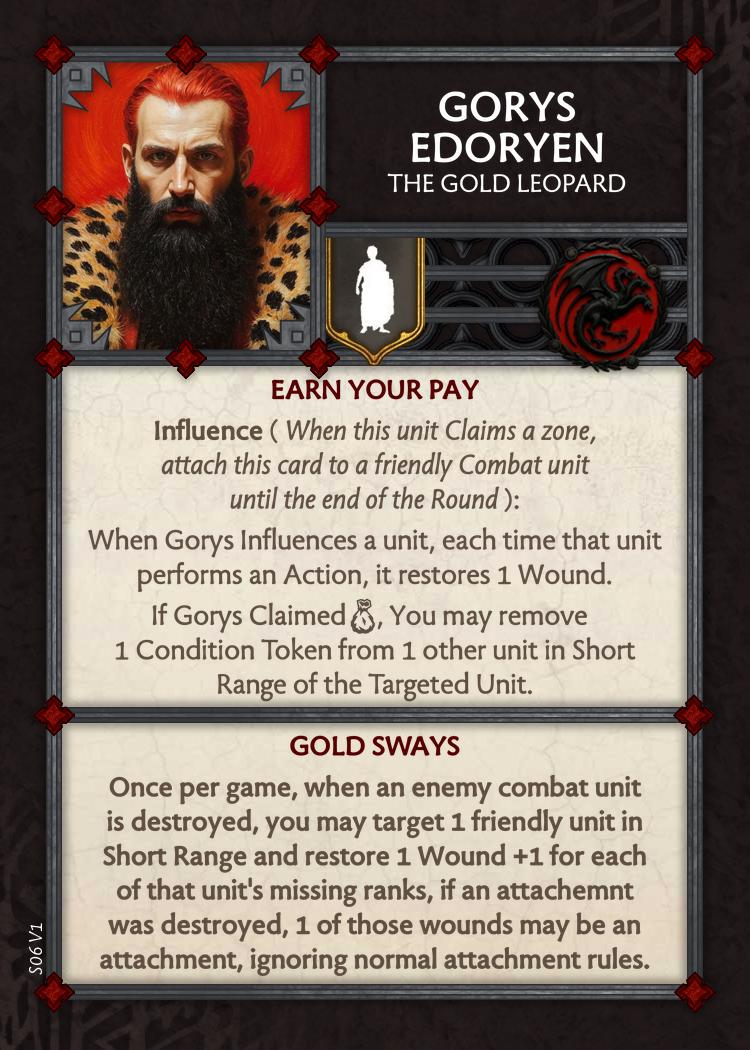 GORYS
EDORYEN
THE GOLD LEOPARD
EARN YOUR PAY
Influence ( When this unit Claims a zone,
attach this card to a friendly Combat unit
until the end of the Round ):
When Gorys Influences a unit, each time that unit
performs an Action, it restores 1 Wound.
If Gorys Claimed , You may remove
1 Condition Token from 1 other unit in Short
Range of the Targeted Unit.
GOLD SWAYS
Once per game, when an enemy combat unit
is destroyed, you may target 1 friendly unit in
Short Range and restore 1 Wound +1 for each
of that unit's missing ranks, if an attachemnt
was destroyed, 1 of those wounds may be an
attachment, ignoring normal attachment rules.
S06 V1